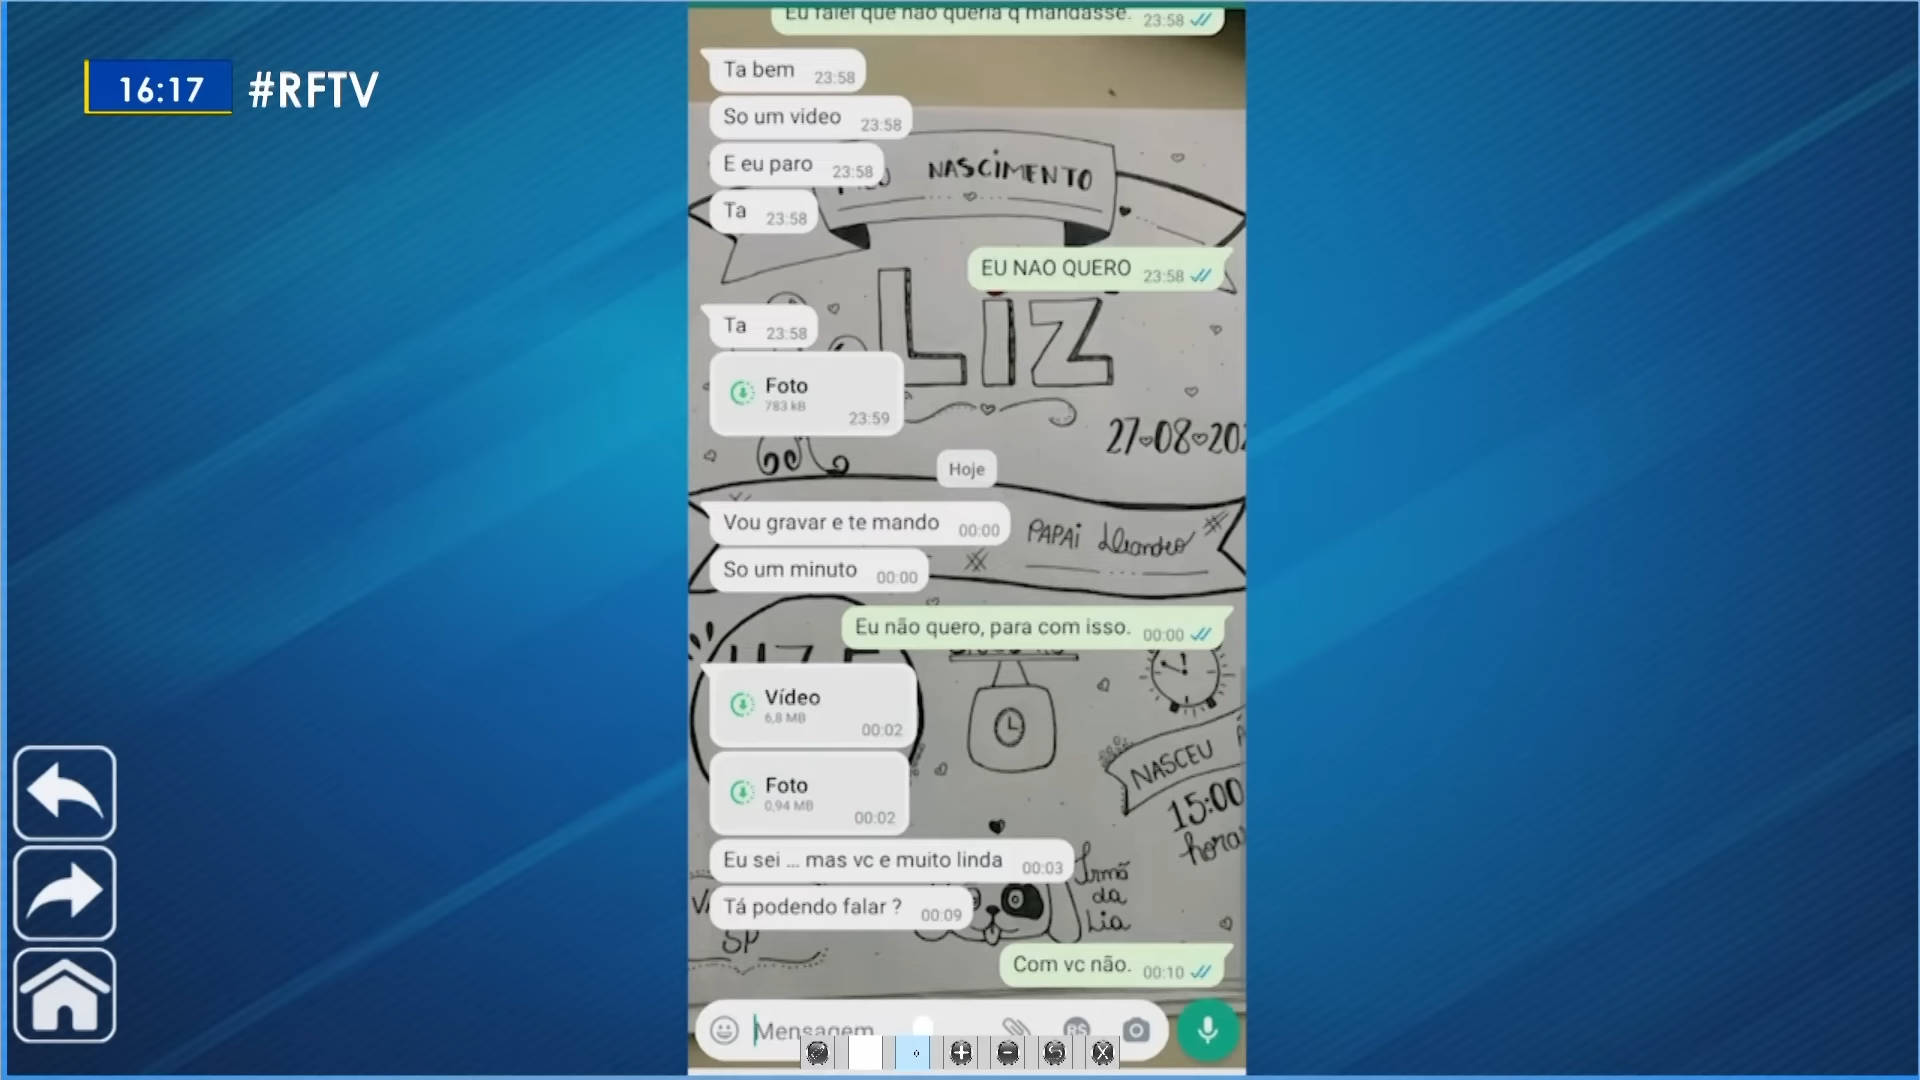 Eu falei que não queria q mandasse. 23:58
16:17 #RFTV
Ta bem 23:58
So um video 23:58
E eu paro 23:58
NASCIMENTO
Ta 23:58
EU NAO QUERO 23:58
LIZ
Ta 23:58
Foto
783 kB
23:59
27 08 202
Hoje
Vou gravar e te mando 00:00
PAPAI Leandro
So um minuto 00:00
Eu não quero, para com isso. 00:00
Vídeo
6,8 MB
00:02
NASCEU
Foto
0,94 MB
00:02
15:00
hora
Eu sei ... mas vc e muito linda 00:03
Irmã
da
Lia
Tá podendo falar ? 00:09
SP
Com vc não. 00:10
Mensagem
R$